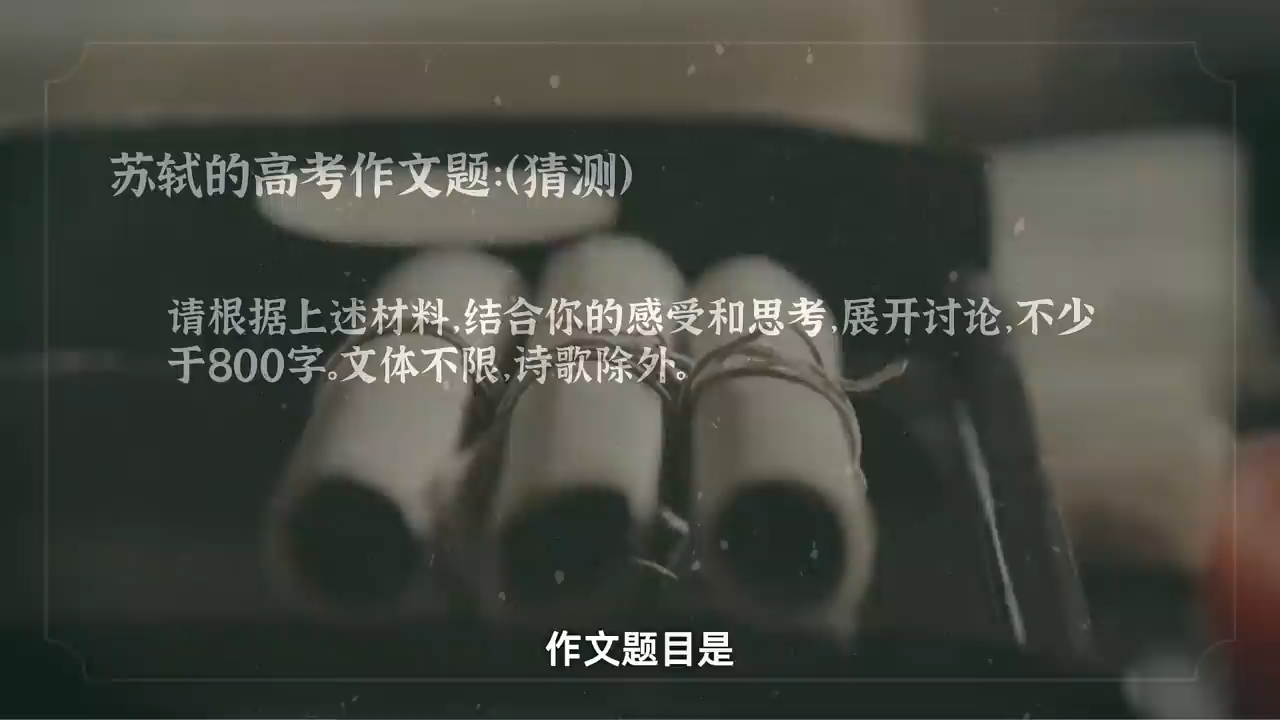 苏轼的高考作文题:(猜测)
请根据上述材料,结合你的感受和思考,展开讨论,不少
于800字。文体不限,诗歌除外。
作文题目是